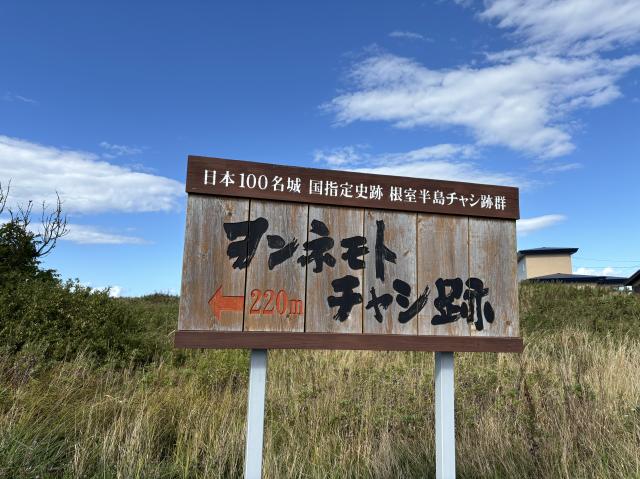 日本100名城 国指定史跡 根室半島チャシ跡群
ヲンネモト
チャシ跡
← 220m